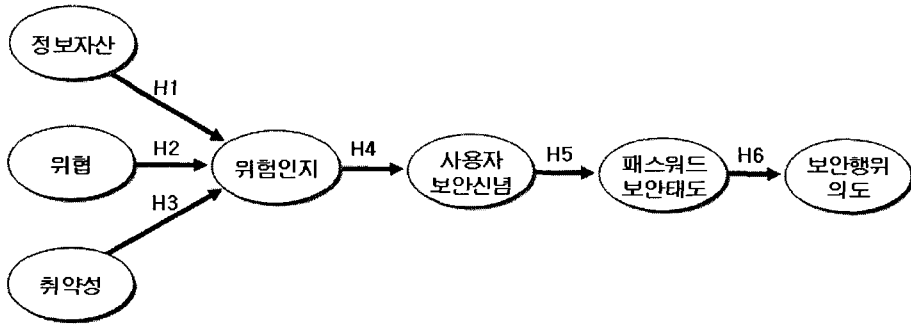 정보자산
H1
위협
H2
위험인지
H4
사용자
보안신념
H5
패스워드
보안태도
H6
보안행위
의도
H3
취약성